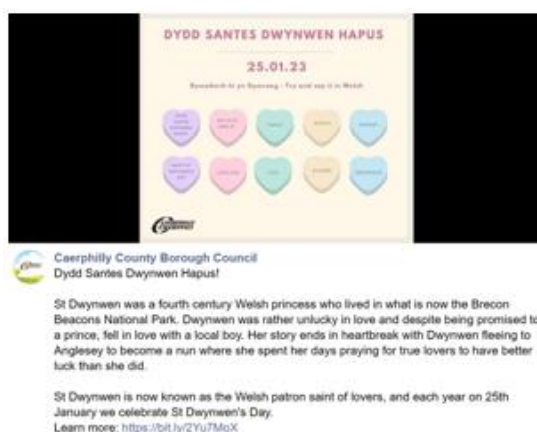 DYDD SANTES DWYNWEN HAPUS
25.01.23
Caerphilly County Borough Council
Dydd Santes Dwynwen Hapus!
St Dwynwen was a fourth century Welsh princess who lived in what is now the Brecon
Beacons National Park. Dwynwen was rather unlucky in love and despite being promised to
a prince, fell in love with a local boy. Her story ends in heartbreak with Dwynwen fleeing to
Anglesey to become a nun where she spent her days praying for true lovers to have better
luck than she did.
St Dwynwen is now known as the Welsh patron saint of lovers, and each year on 25th
January we celebrate St Dwynwen's Day.
Learn more: https://bit.ly/2Yu7MoX